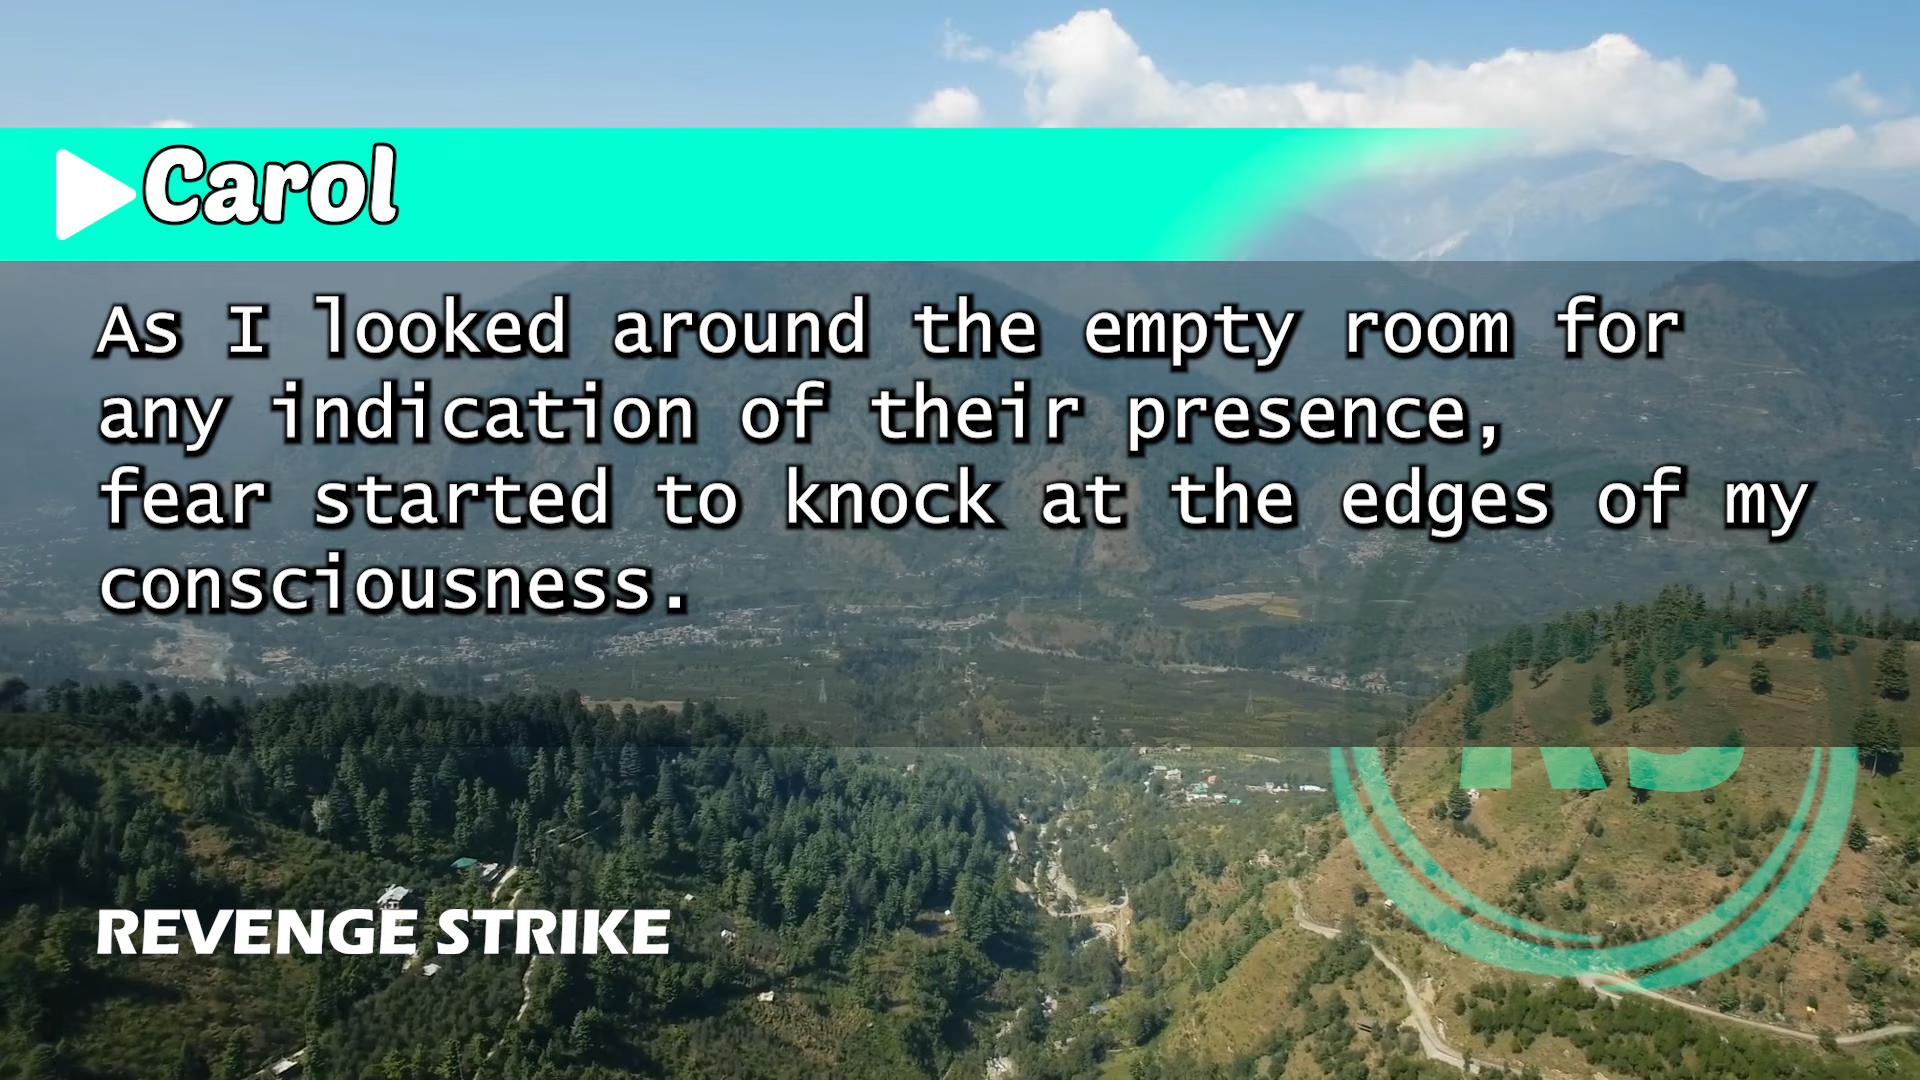 Carol
As I looked around the empty room for
any indication of their presence,
fear started to knock at the edges of my
consciousness.
REVENGE STRIKE